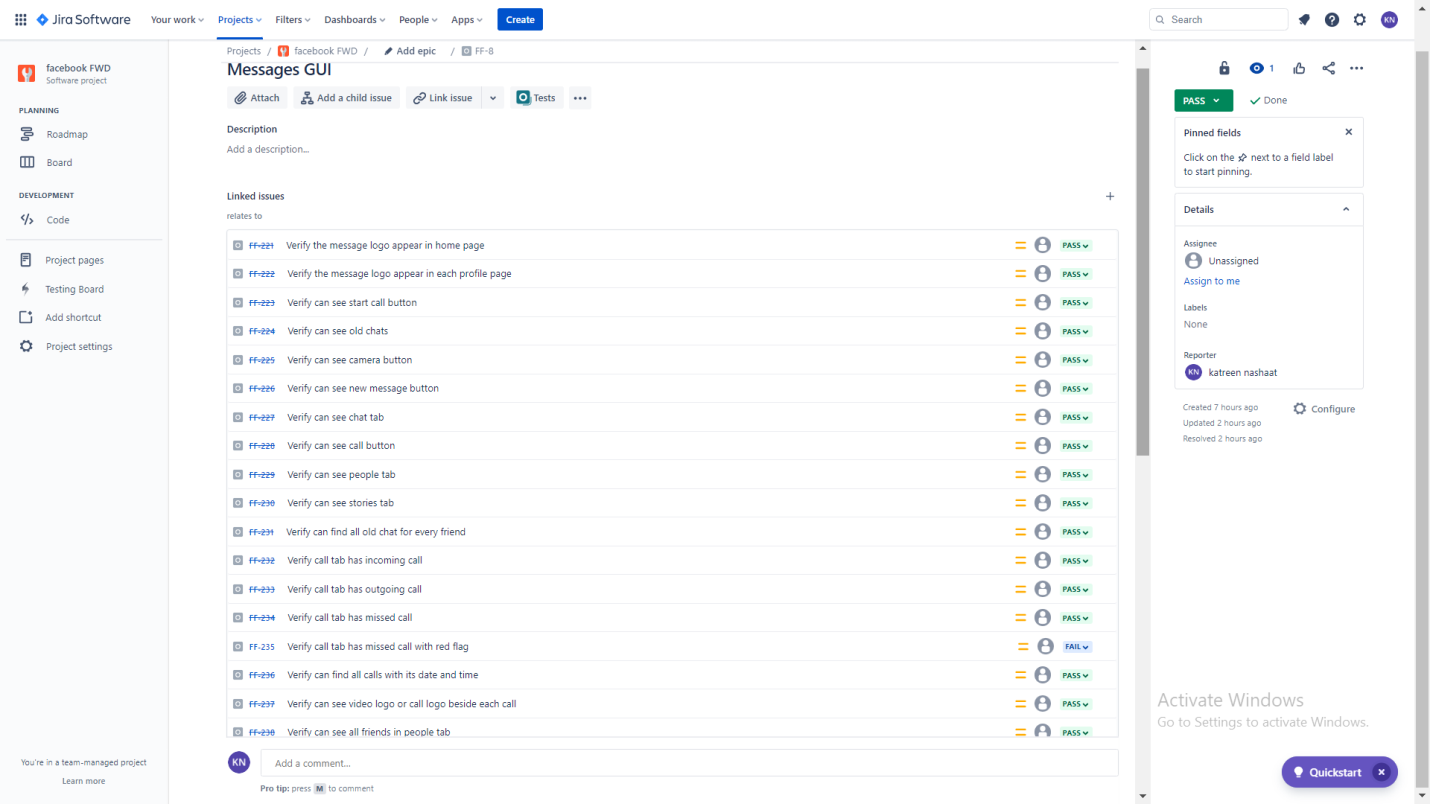 Jira Software
Your work
Projects
Filters
Dashboards
People
Apps
Create
Search
KN
facebook FWD
Software project
PLANNING
Roadmap
Board
DEVELOPMENT
Code
Project pages
Testing Board
Add shortcut
Project settings
You're in a team-managed project
Learn more
Projects / facebook FWD / Add epic / FF-8
Messages GUI
Attach
Add a child issue
Link issue
Tests
Description
Add a description...
Linked issues
relates to
FF-221 Verify the message logo appear in home page PASS
FF-222 Verify the message logo appear in each profile page PASS
FF-223 Verify can see start call button PASS
FF-224 Verify can see old chats PASS
FF-225 Verify can see camera button PASS
FF-226 Verify can see new message button PASS
FF-227 Verify can see chat tab PASS
FF-228 Verify can see call button PASS
FF-229 Verify can see people tab PASS
FF-230 Verify can see stories tab PASS
FF-231 Verify can find all old chat for every friend PASS
FF-232 Verify call tab has incoming call PASS
FF-233 Verify call tab has outgoing call PASS
FF-234 Verify call tab has missed call PASS
FF-235 Verify call tab has missed call with red flag FAIL
FF-236 Verify can find all calls with its date and time PASS
FF-237 Verify can see video logo or call logo beside each call PASS
FF-238 Verify can see all friends in people tab PASS
KN
Add a comment...
Pro tip: press M to comment
1
PASS
Done
Pinned fields
Click on the next to a field label
to start pinning.
Details
Assignee
Unassigned
Assign to me
Labels
None
Reporter
KN katreen nashaat
Created 7 hours ago
Configure
Updated 2 hours ago
Resolved 2 hours ago
Activate Windows
Go to Settings to activate Windows.
Quickstart